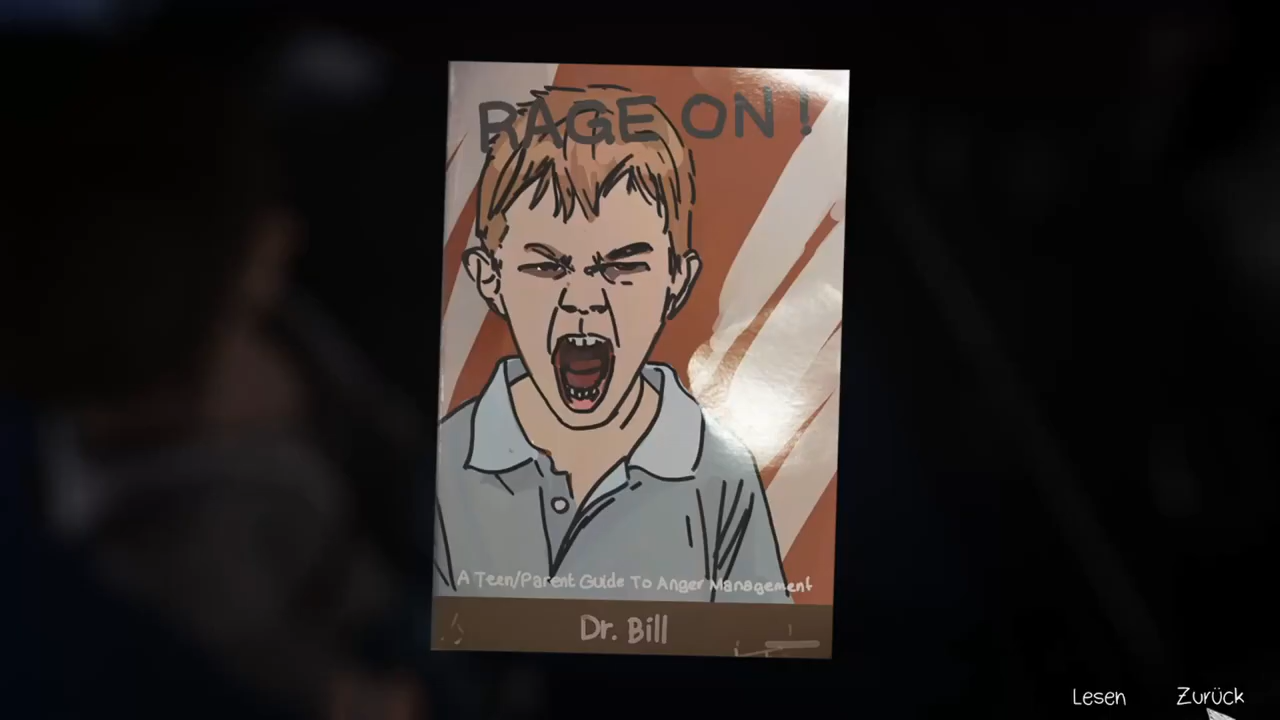 RAGE ON !
A Teen/Parent Guide To Anger Management
Dr. Bill
Lesen Zurück